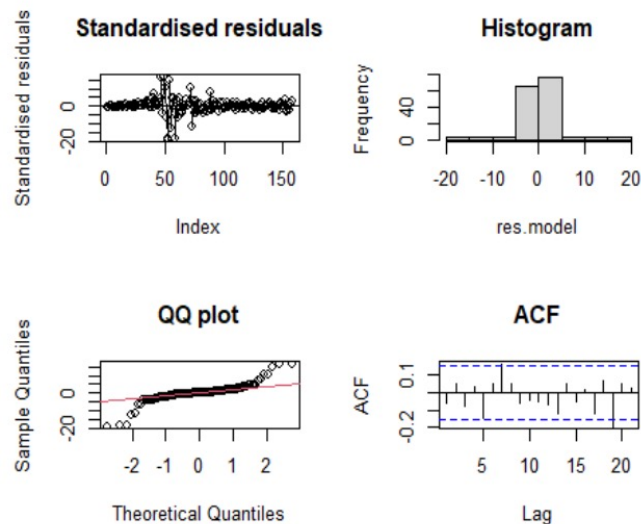 Standardised residuals
Standardised residuals
0
-20
0 50 100 150
Index
Histogram
Frequency
40
0
-20 -10 0 10 20
res.model
QQ plot
Sample Quantiles
0
-20
-2 -1 0 1 2
Theoretical Quantiles
ACF
ACF
0.1
-0.2
5 10 15 20
Lag